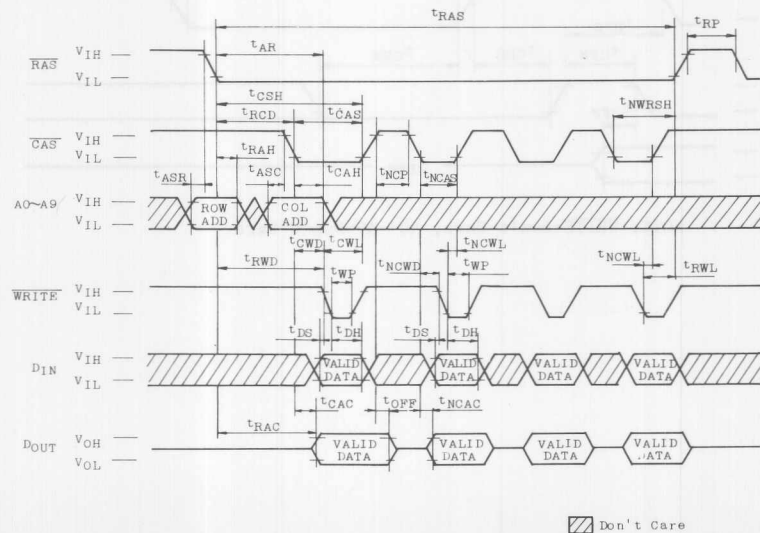 tRAS
tRP
tAR
RAS VIH
VIL
tCSH
tNWRSH
tRCD tCAS
CAS VIH
VIL
tRAH
tASR tASC tCAH tNCP tNCAS
A0~A9 VIH
VIL
ROW ADD
COL ADD
tCWD tCWL tNCWL
tRWD tWP tNCWD tWP tNCWL tRWL
WRITE VIH
VIL
tDS tDH tDS tDH
DIN VIH
VIL
VALID DATA
VALID DATA
VALID DATA
VALID DATA
tCAC tOFF tNCAC
tRAC
DOUT VOH
VOL
VALID DATA
VALID DATA
VALID DATA
VALID DATA
Don't Care